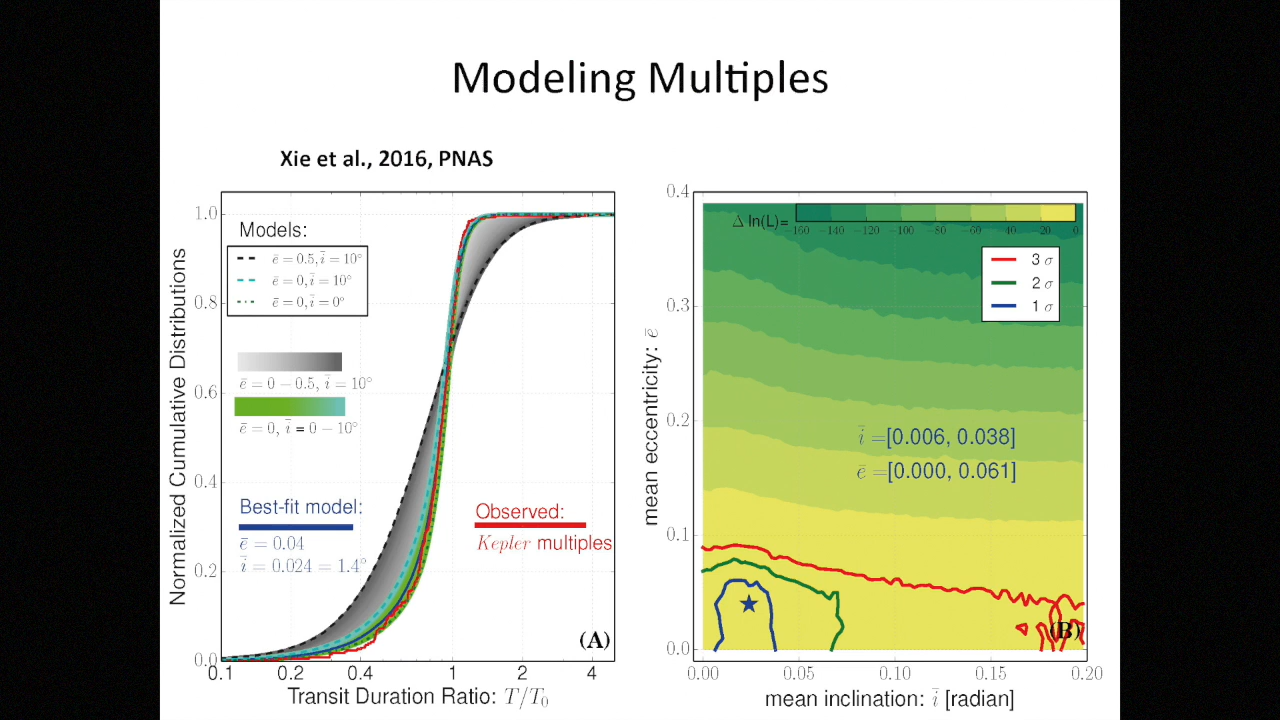 Modeling Multiples
Xie et al., 2016, PNAS
Normalized Cumulative Distributions
1.0
0.8
0.6
0.4
0.2
0.0
Models:
ē = 0.5, ī = 10°
ē = 0, ī = 10°
ē = 0, ī = 0°
ē = 0 − 0.5, ī = 10°
ē = 0, ī = 0 − 10°
Best-fit model:
ē = 0.04
ī = 0.024 = 1.4°
Observed:
Kepler multiples
(A)
0.1 0.2 0.4 1 2 4
Transit Duration Ratio: T/T₀
mean eccentricity: ē
0.4
0.3
0.2
0.1
0.0
Δ ln(L)=
−160 −140 −120 −100 −80 −60 −40 −20 0
3 σ
2 σ
1 σ
ī =[0.006, 0.038]
ē =[0.000, 0.061]
(B)
0.00 0.05 0.10 0.15 0.20
mean inclination: ī [radian]